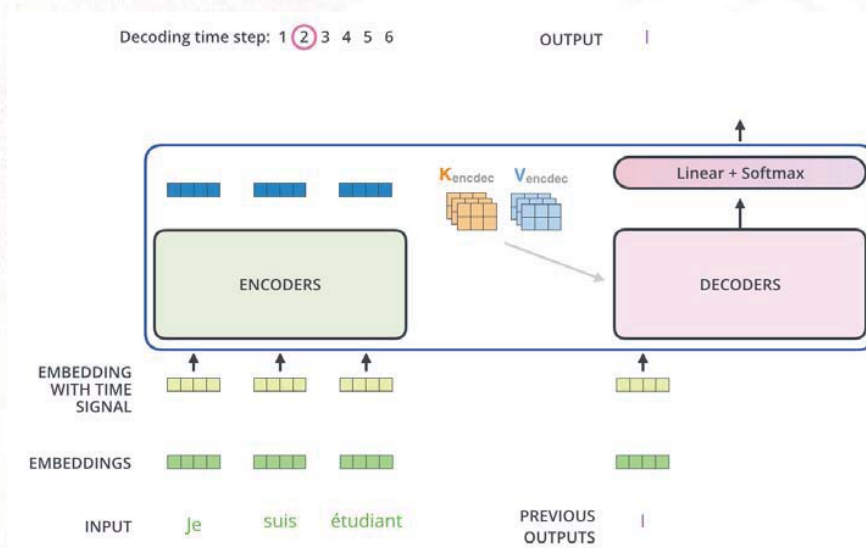 Decoding time step: 1 2 3 4 5 6
OUTPUT
I
Kencdec
Vencdec
Linear + Softmax
ENCODERS
DECODERS
EMBEDDING
WITH TIME
SIGNAL
EMBEDDINGS
INPUT
Je
suis
étudiant
PREVIOUS
OUTPUTS
I